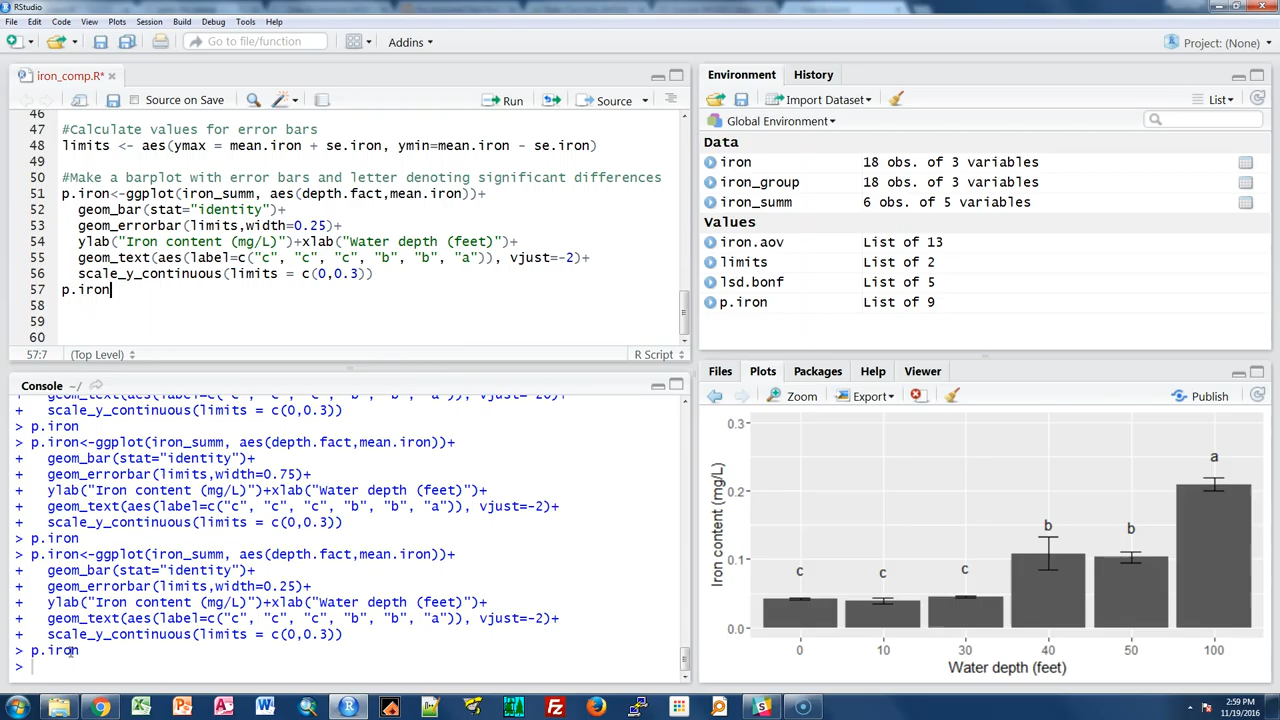 RStudio
File Edit Code View Plots Session Build Debug Tools Help
Go to file/function Addins Project: (None)
iron_comp.R*
Source on Save Run Source
46
47 #Calculate values for error bars
48 limits <- aes(ymax = mean.iron + se.iron, ymin=mean.iron - se.iron)
49
50 #Make a barplot with error bars and letter denoting significant differences
51 p.iron<-ggplot(iron_summ, aes(depth.fact,mean.iron))+
52 geom_bar(stat="identity")+
53 geom_errorbar(limits,width=0.25)+
54 ylab("Iron content (mg/L)")+xlab("Water depth (feet)")+
55 geom_text(aes(label=c("c", "c", "c", "b", "b", "a")), vjust=-2)+
56 scale_y_continuous(limits = c(0,0.3))
57 p.iron
58
59
60
57:7 (Top Level) R Script
Console ~/
+ geom_text(aes(label=c("c", "c", "c", "b", "b", "a")), vjust=-20)+
+ scale_y_continuous(limits = c(0,0.3))
> p.iron
> p.iron<-ggplot(iron_summ, aes(depth.fact,mean.iron))+
+ geom_bar(stat="identity")+
+ geom_errorbar(limits,width=0.75)+
+ ylab("Iron content (mg/L)")+xlab("Water depth (feet)")+
+ geom_text(aes(label=c("c", "c", "c", "b", "b", "a")), vjust=-2)+
+ scale_y_continuous(limits = c(0,0.3))
> p.iron
> p.iron<-ggplot(iron_summ, aes(depth.fact,mean.iron))+
+ geom_bar(stat="identity")+
+ geom_errorbar(limits,width=0.25)+
+ ylab("Iron content (mg/L)")+xlab("Water depth (feet)")+
+ geom_text(aes(label=c("c", "c", "c", "b", "b", "a")), vjust=-2)+
+ scale_y_continuous(limits = c(0,0.3))
> p.iron
>
Environment History
Import Dataset List
Global Environment
Data
iron 18 obs. of 3 variables
iron_group 18 obs. of 3 variables
iron_summ 6 obs. of 5 variables
Values
iron.aov List of 13
limits List of 2
lsd.bonf List of 5
p.iron List of 9
Files Plots Packages Help Viewer
Zoom Export Publish
0.3
0.2
0.1
0.0
Iron content (mg/L)
c c c b b a
0 10 30 40 50 100
Water depth (feet)
2:59 PM
11/19/2016